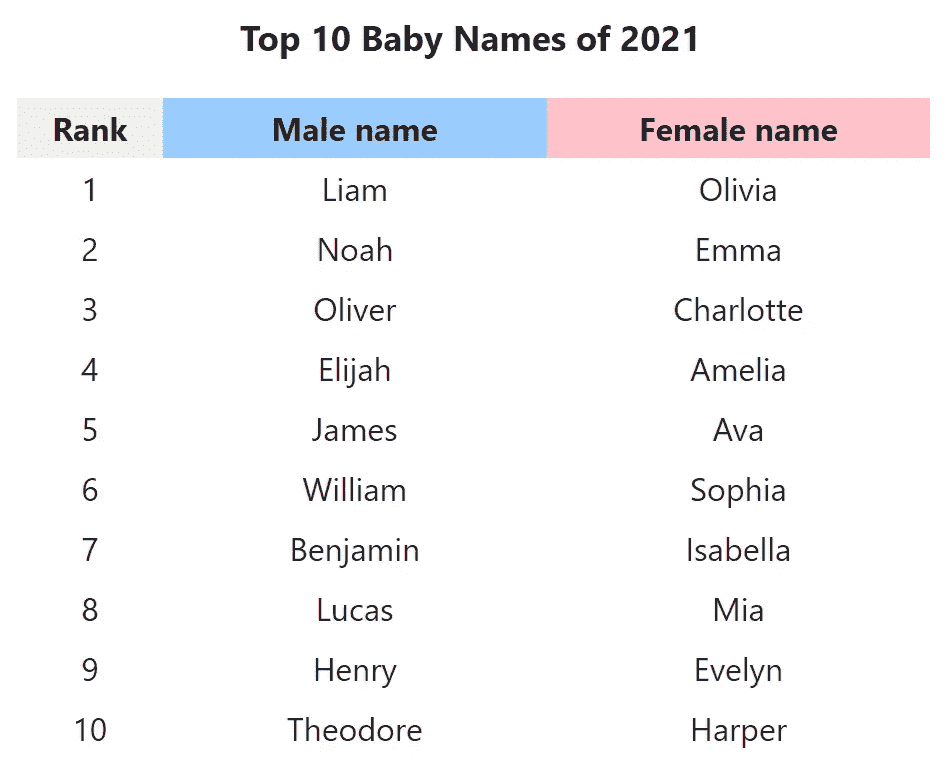 Top 10 Baby Names of 2021
Rank Male name Female name
1 Liam Olivia
2 Noah Emma
3 Oliver Charlotte
4 Elijah Amelia
5 James Ava
6 William Sophia
7 Benjamin Isabella
8 Lucas Mia
9 Henry Evelyn
10 Theodore Harper